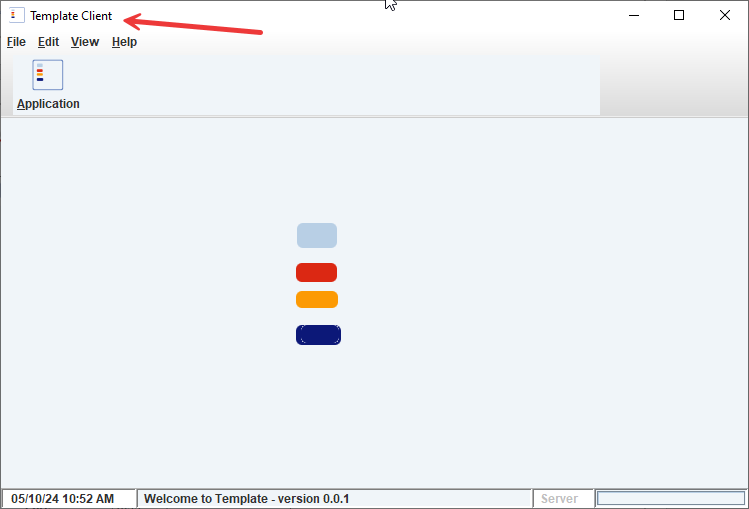 Template Client
File Edit View Help
Application
05/10/24 10:52 AM Welcome to Template - version 0.0.1 Server